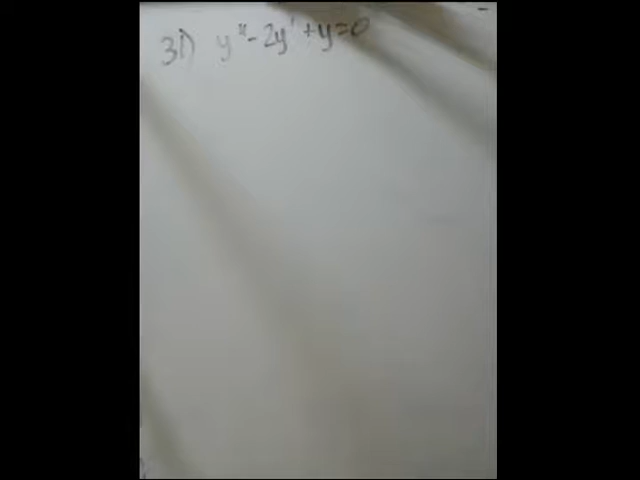 31) y" - 2y' + y = 0